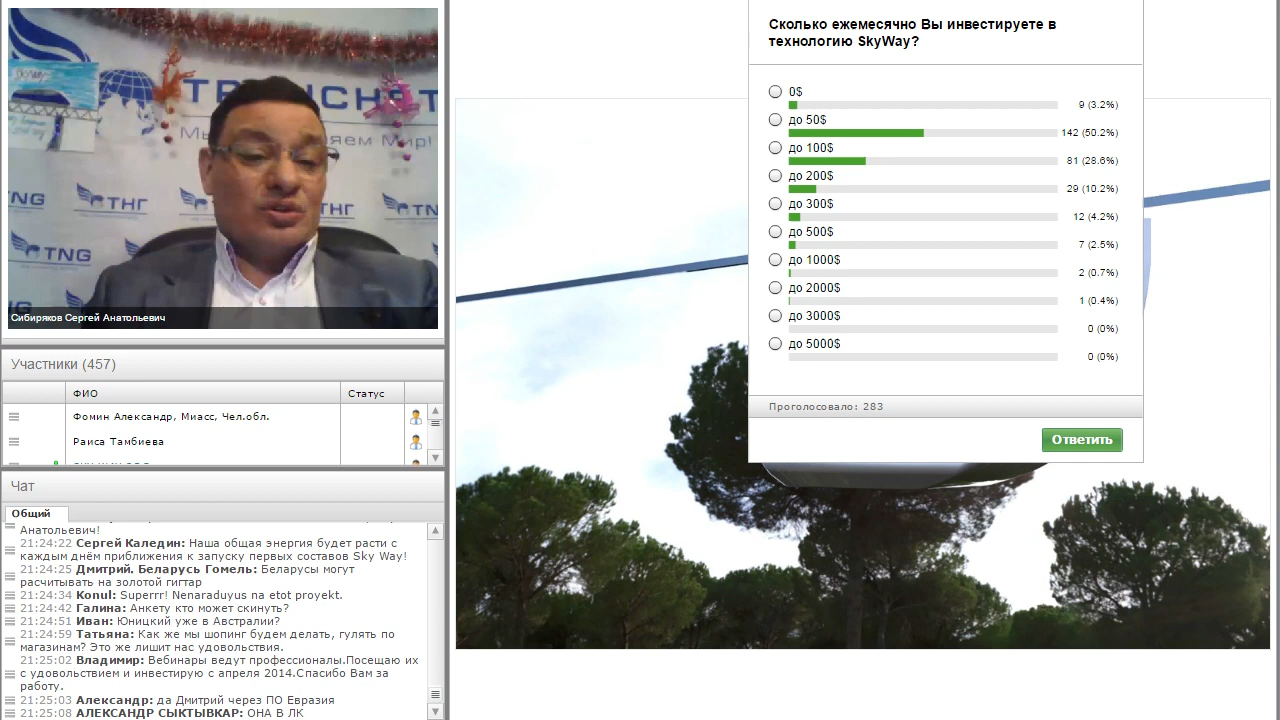 TNG
ТНГ
TNG
TNG
Сибиряков Сергей Анатольевич
Участники (457)
ФИО
Статус
Фомин Александр, Миасс, Чел.обл.
Раиса Тамбиева
Чат
Общий
Анатольевич!
21:24:22 Сергей Каледин: Наша общая энергия будет расти с
каждым днём приближения к запуску первых составов Sky Way!
21:24:25 Дмитрий. Беларусь Гомель: Беларусы могут
расчитывать на золотой пгттар
21:24:34 Konul: Superrr! Nenaraduyus na etot proyekt.
21:24:42 Галина: Анкету кто может скинуть?
21:24:51 Иван: Юницкий уже в Австралии?
21:24:59 Татьяна: Как же мы шопинг будем делать, гулять по
магазинам? Это же лишит нас удовольствия.
21:25:02 Владимир: Вебинары ведут профессионалы.Посещаю их
с удовольствием и инвестирую с апреля 2014.Спасибо Вам за
работу.
21:25:03 Александр: да Дмитрий через ПО Евразия
21:25:08 АЛЕКСАНДР СЫКТЫВКАР: ОНА В ЛК
Сколько ежемесячно Вы инвестируете в
технологию SkyWay?
0$
9 (3.2%)
до 50$
142 (50.2%)
до 100$
81 (28.6%)
до 200$
29 (10.2%)
до 300$
12 (4.2%)
до 500$
7 (2.5%)
до 1000$
2 (0.7%)
до 2000$
1 (0.4%)
до 3000$
0 (0%)
до 5000$
0 (0%)
Проголосовало: 283
Ответить